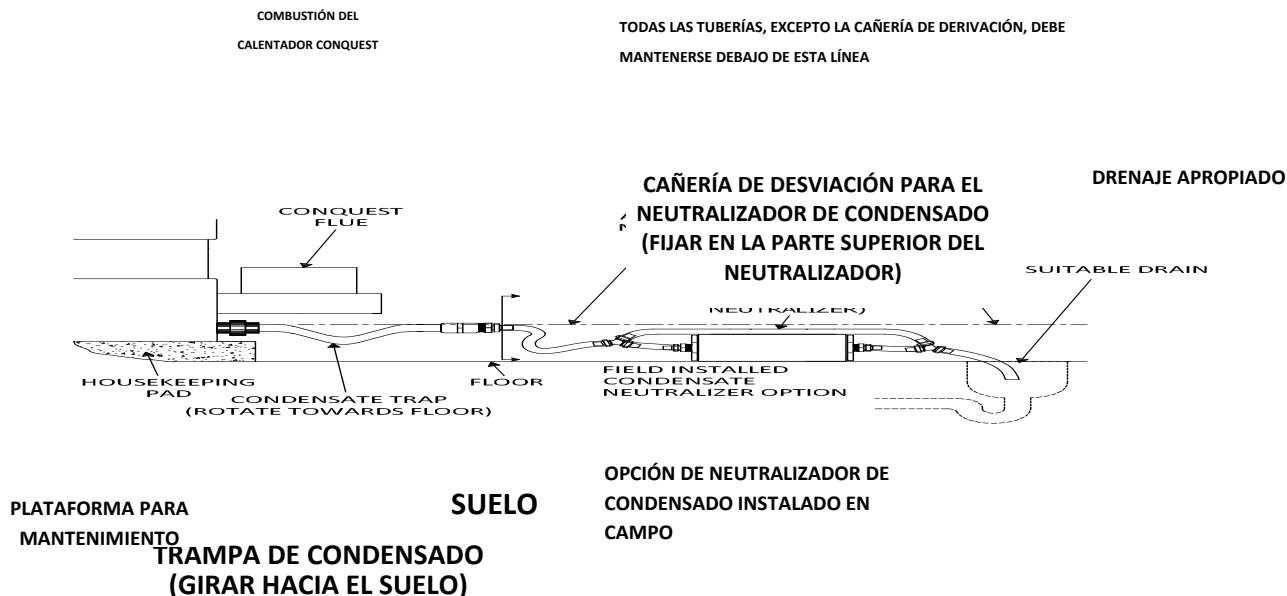 COMBUSTIÓN DEL
CALENTADOR CONQUEST
TODAS LAS TUBERÍAS, EXCEPTO LA CAÑERÍA DE DERIVACIÓN, DEBE
MANTENERSE DEBAJO DE ESTA LÍNEA
CAÑERÍA DE DESVIACIÓN PARA EL
NEUTRALIZADOR DE CONDENSADO
(FIJAR EN LA PARTE SUPERIOR DEL
NEUTRALIZADOR)
DRENAJE APROPIADO
CONQUEST
FLUE
SUITABLE DRAIN
NEUTRALIZER)
HOUSEKEEPING
PAD
CONDENSATE TRAP
(ROTATE TOWARDS FLOOR)
FLOOR
FIELD INSTALLED
CONDENSATE
NEUTRALIZER OPTION
PLATAFORMA PARA
MANTENIMIENTO
TRAMPA DE CONDENSADO
(GIRAR HACIA EL SUELO)
SUELO
OPCIÓN DE NEUTRALIZADOR DE
CONDENSADO INSTALADO EN
CAMPO